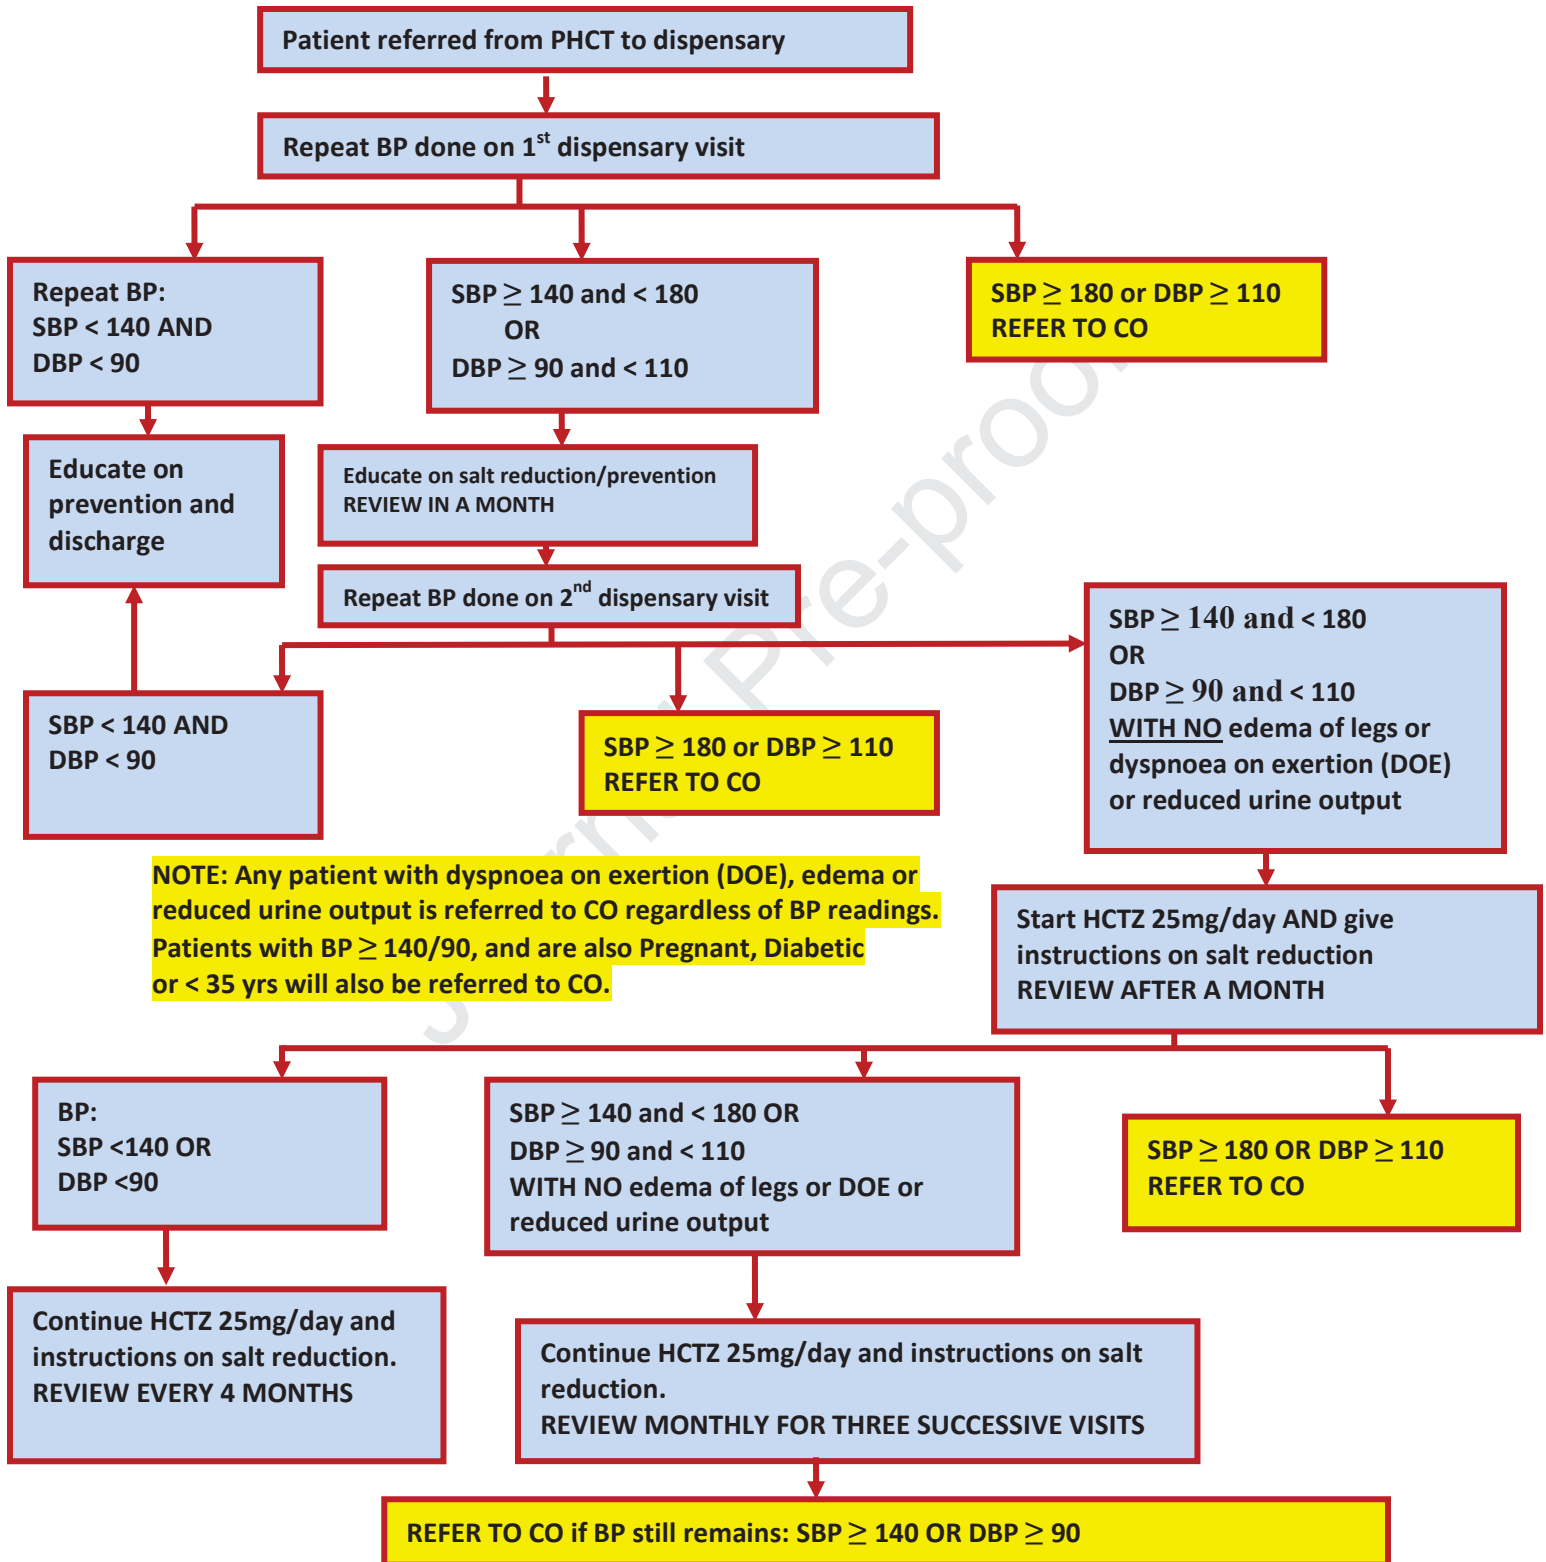 Patient referred from PHCT to dispensary
Repeat BP done on 1st dispensary visit
Repeat BP:
SBP < 140 AND
DBP < 90
SBP ≥ 140 and < 180
OR
DBP ≥ 90 and < 110
SBP ≥ 180 or DBP ≥ 110
REFER TO CO
Educate on
prevention and
discharge
Educate on salt reduction/prevention
REVIEW IN A MONTH
Repeat BP done on 2nd dispensary visit
SBP < 140 AND
DBP < 90
SBP ≥ 180 or DBP ≥ 110
REFER TO CO
SBP ≥ 140 and < 180
OR
DBP ≥ 90 and < 110
WITH NO edema of legs or
dyspnoea on exertion (DOE)
or reduced urine output
NOTE: Any patient with dyspnoea on exertion (DOE), edema or
reduced urine output is referred to CO regardless of BP readings.
Patients with BP ≥ 140/90, and are also Pregnant, Diabetic
or < 35 yrs will also be referred to CO.
Start HCTZ 25mg/day AND give
instructions on salt reduction
REVIEW AFTER A MONTH
BP:
SBP <140 OR
DBP <90
SBP ≥ 140 and < 180 OR
DBP ≥ 90 and < 110
WITH NO edema of legs or DOE or
reduced urine output
SBP ≥ 180 OR DBP ≥ 110
REFER TO CO
Continue HCTZ 25mg/day and
instructions on salt reduction.
REVIEW EVERY 4 MONTHS
Continue HCTZ 25mg/day and instructions on salt
reduction.
REVIEW MONTHLY FOR THREE SUCCESSIVE VISITS
REFER TO CO if BP still remains: SBP ≥ 140 OR DBP ≥ 90
Pre-proo